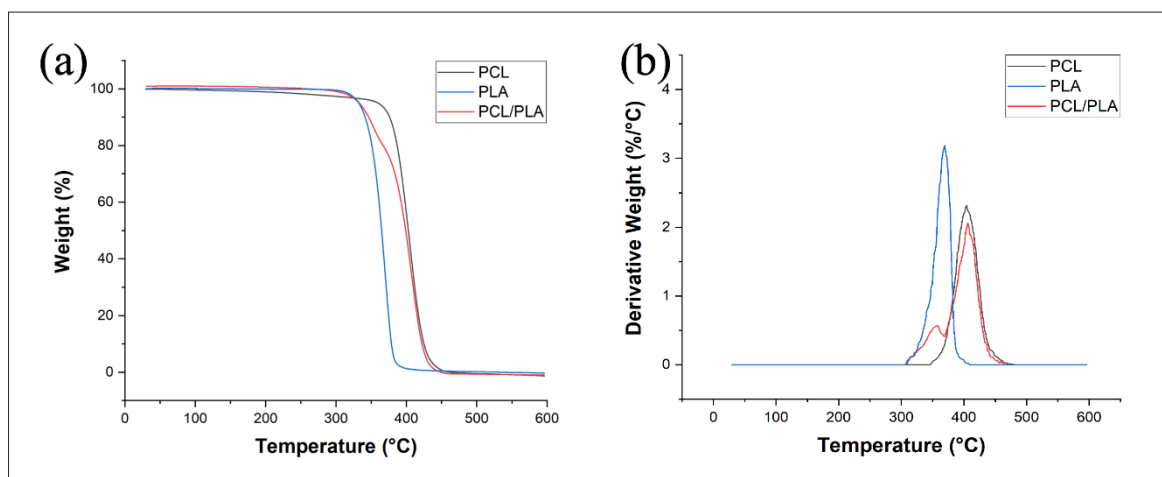 (a)
PCL
PLA
PCL/PLA
100
80
60
40
20
0
Weight (%)
0 100 200 300 400 500 600
Temperature (°C)
(b)
PCL
PLA
PCL/PLA
4
3
2
1
0
Derivative Weight (%/°C)
0 100 200 300 400 500 600
Temperature (°C)